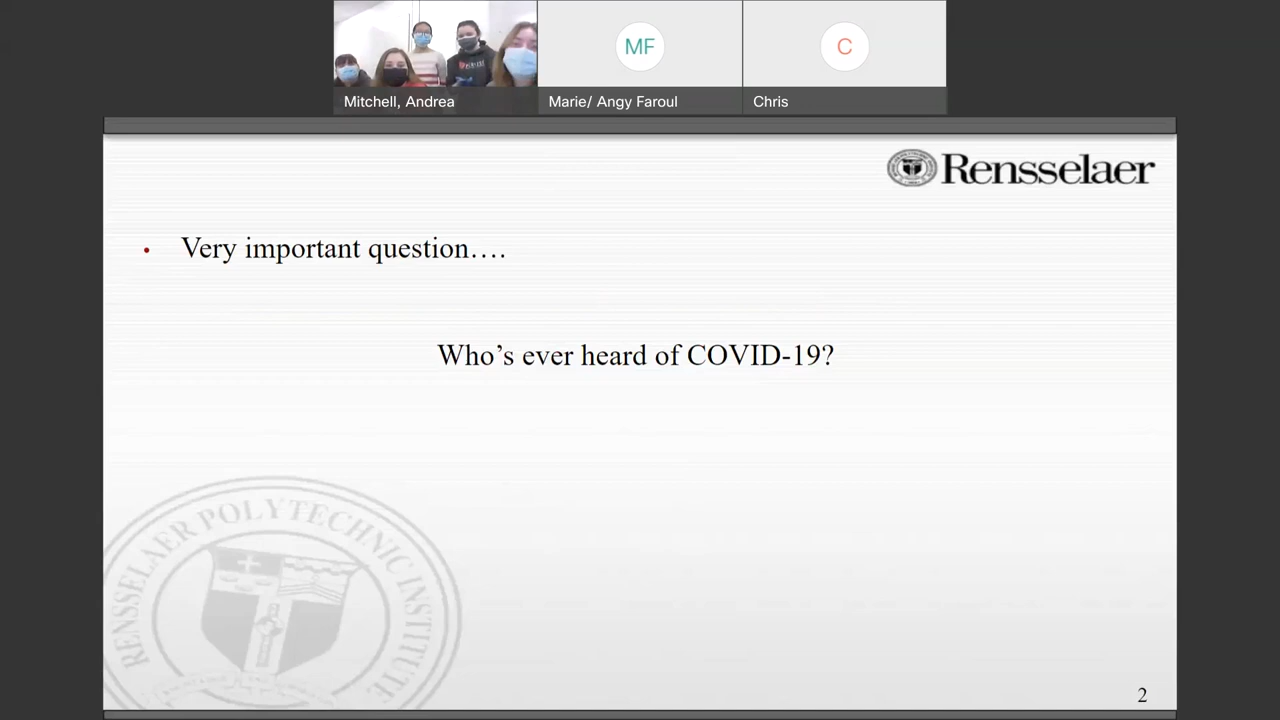 Mitchell, Andrea
MF
Marie/ Angy Faroul
C
Chris
Rensselaer
• Very important question….
Who’s ever heard of COVID-19?
RENSSELAER POLYTECHNIC INSTITUTE
2